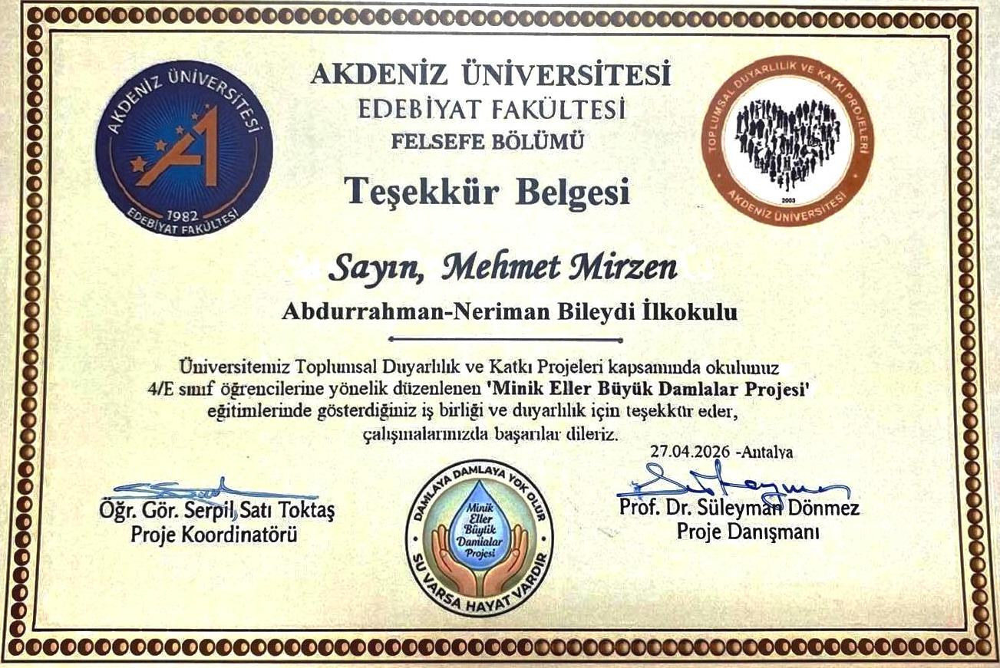 AKDENİZ ÜNİVERSİTESİ
EDEBİYAT FAKÜLTESİ
FELSEFE BÖLÜMÜ
Teşekkür Belgesi
AKDENİZ ÜNİVERSİTESİ
1982
EDEBİYAT FAKÜLTESİ
TOPLUMSAL DUYARLILIK VE KATKI PROJELERİ
2003
AKDENİZ ÜNİVERSİTESİ
Sayın, Mehmet Mirzen
Abdurrahman-Neriman Bileydi İlkokulu
Üniversitemiz Toplumsal Duyarlılık ve Katkı Projeleri kapsamında okulunuz
4/E sınıf öğrencilerine yönelik düzenlenen 'Minik Eller Büyük Damlalar Projesi'
eğitimlerinde gösterdiğiniz iş birliği ve duyarlılık için teşekkür eder,
çalışmalarınızda başarılar dileriz.
27.04.2026 -Antalya
Öğr. Gör. Serpil Satı Toktaş
Proje Koordinatörü
DAMLAYA DAMLAYA YOK OLUR
Minik
Eller
Büyük
Damlalar
Projesi
SU VARSA HAYAT VARDIR
Prof. Dr. Süleyman Dönmez
Proje Danışmanı